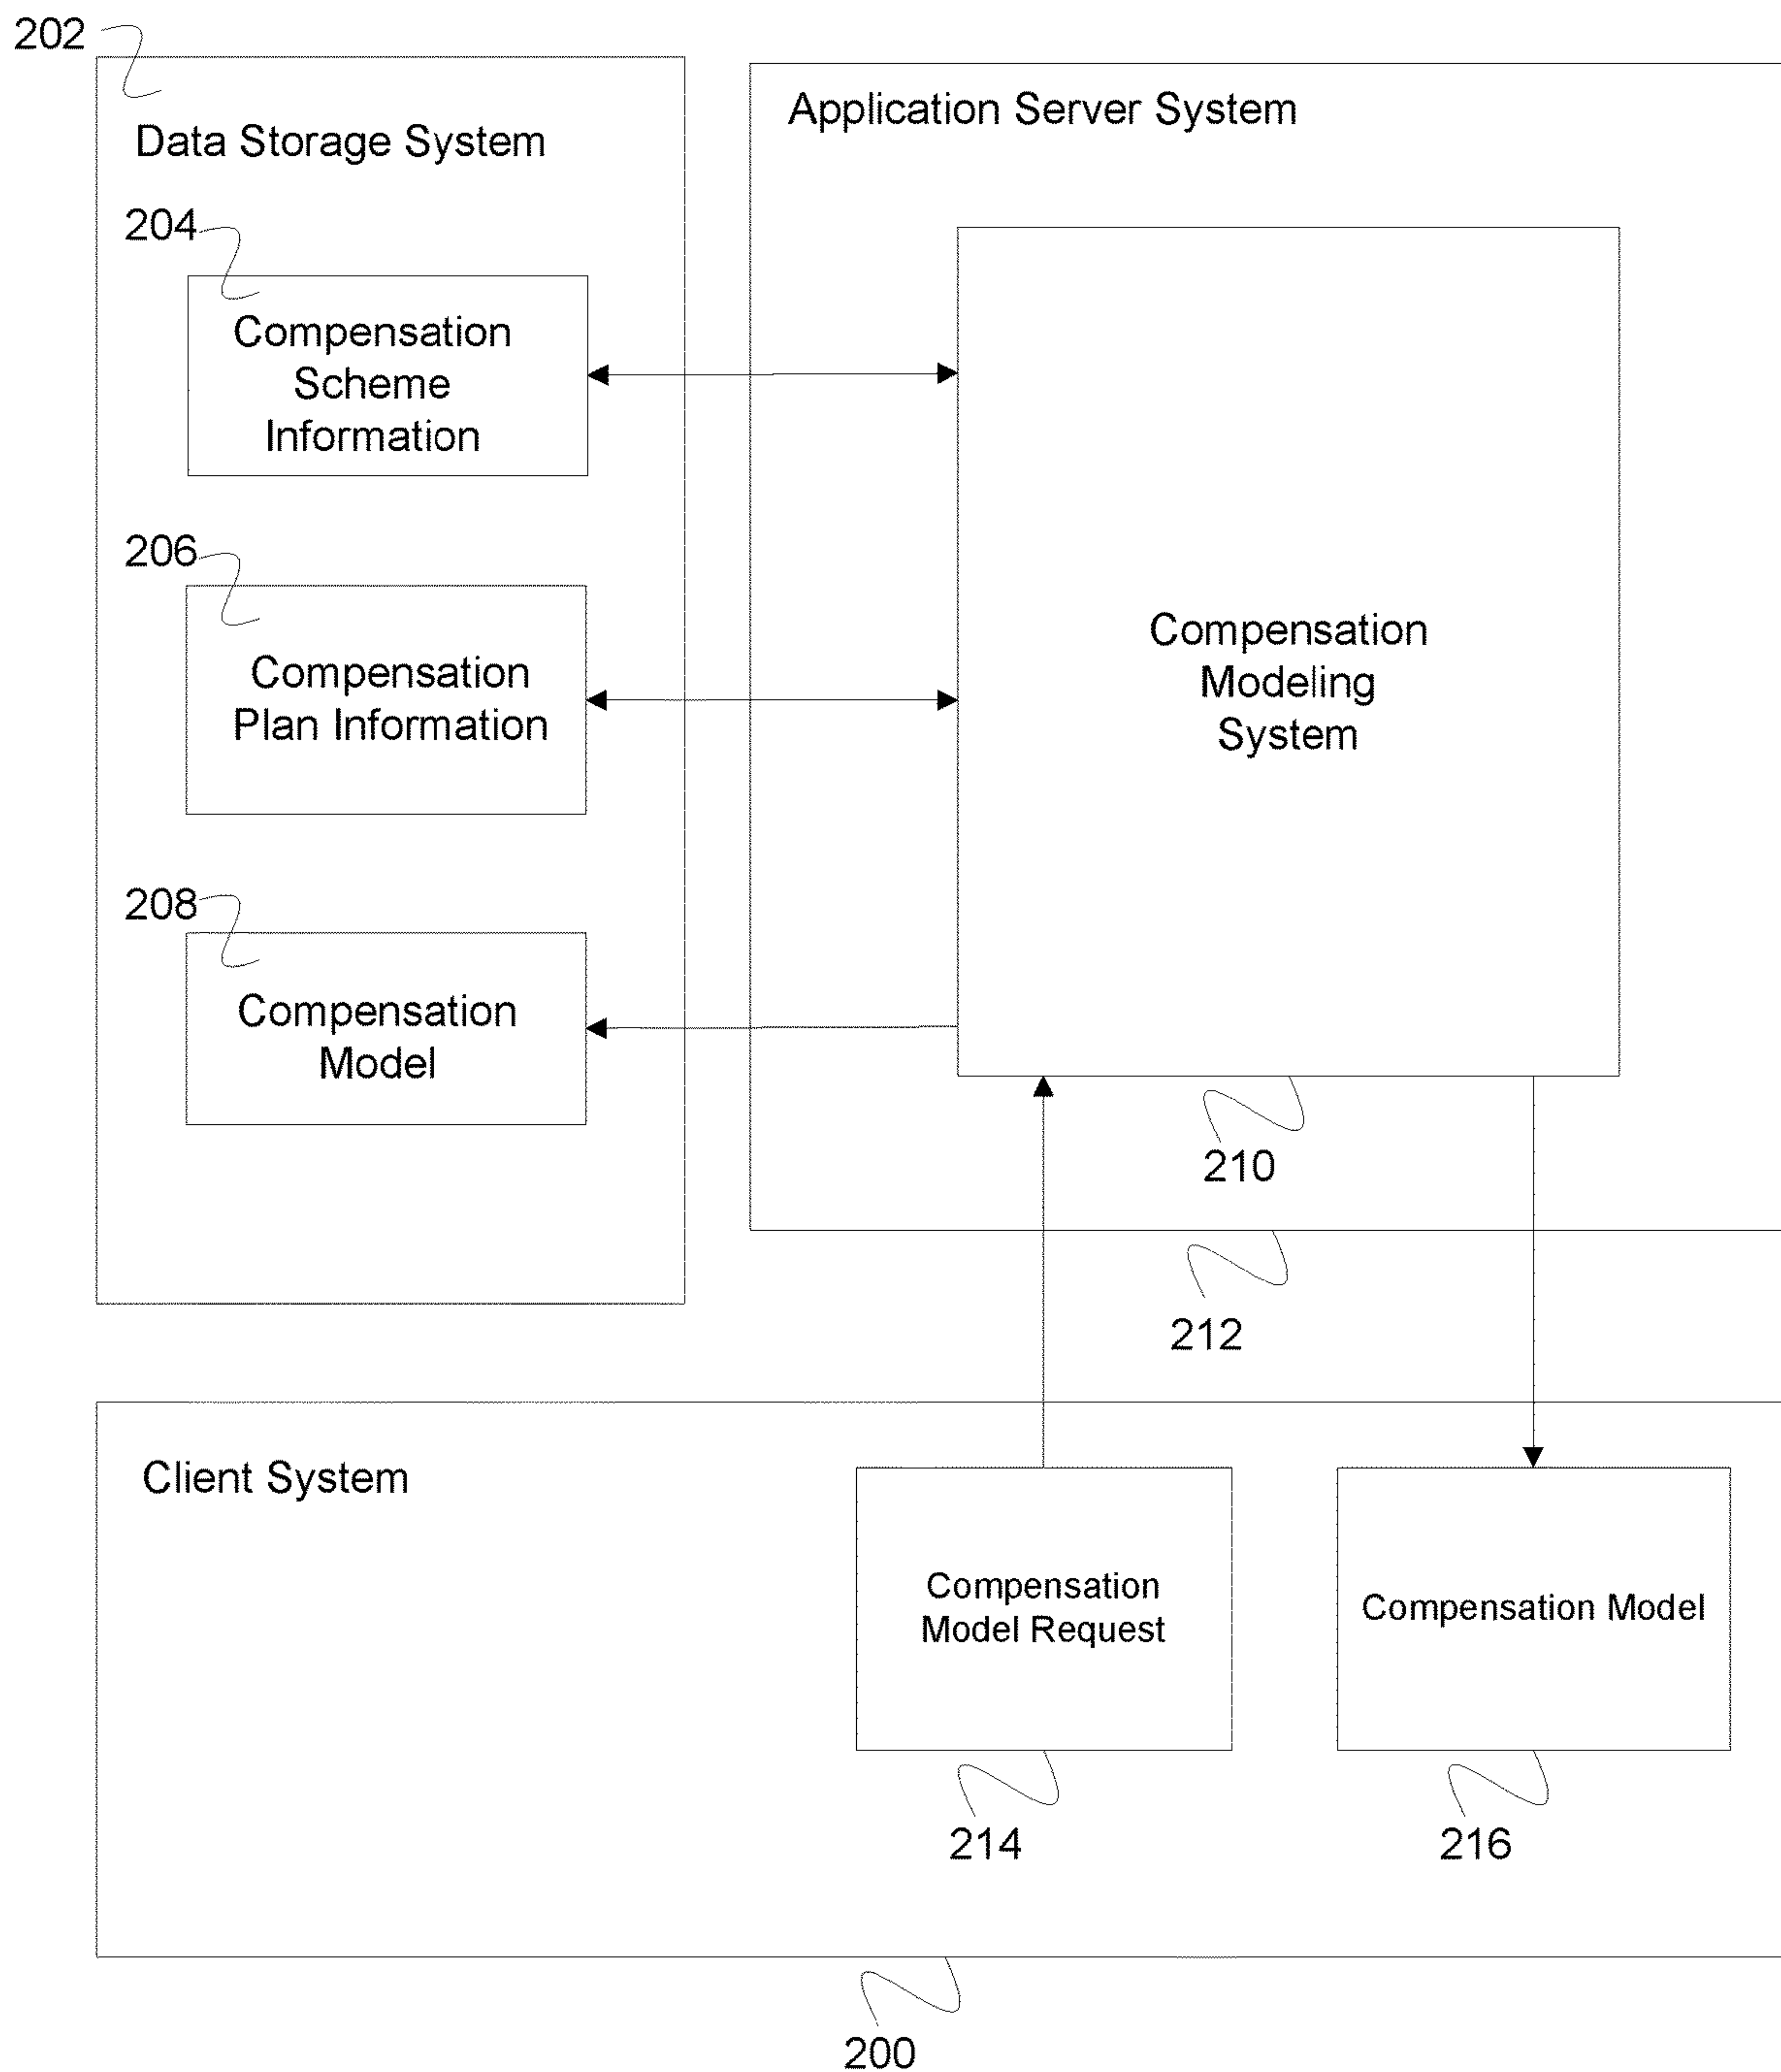 202
Data Storage System
204
Compensation
Scheme
Information
206
Compensation
Plan Information
208
Compensation
Model
Application Server System
Compensation
Modeling
System
210
212
Client System
Compensation
Model Request
214
Compensation Model
216
200